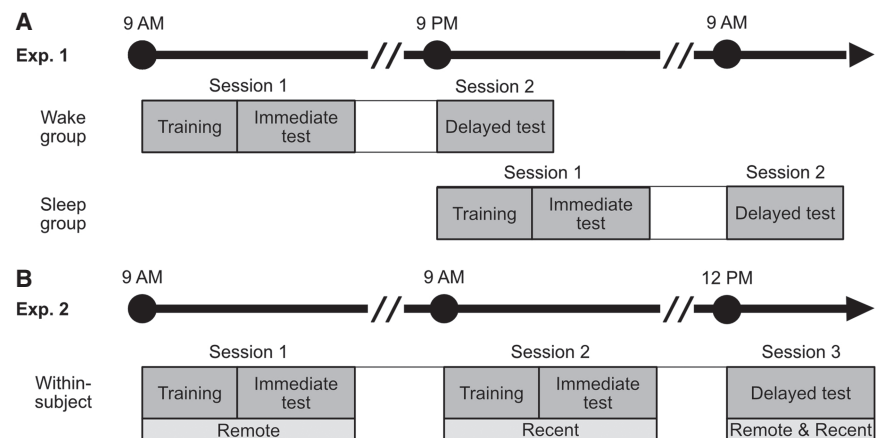 A
9 AM 9 PM 9 AM
Exp. 1
Session 1 Session 2
Wake
group
Training
Immediate
test
Delayed test
Session 1 Session 2
Sleep
group
Training
Immediate
test
Delayed test
B
9 AM 9 AM 12 PM
Exp. 2
Session 1 Session 2 Session 3
Within-
subject
Training
Immediate
test
Training
Immediate
test
Delayed test
Remote Recent Remote & Recent